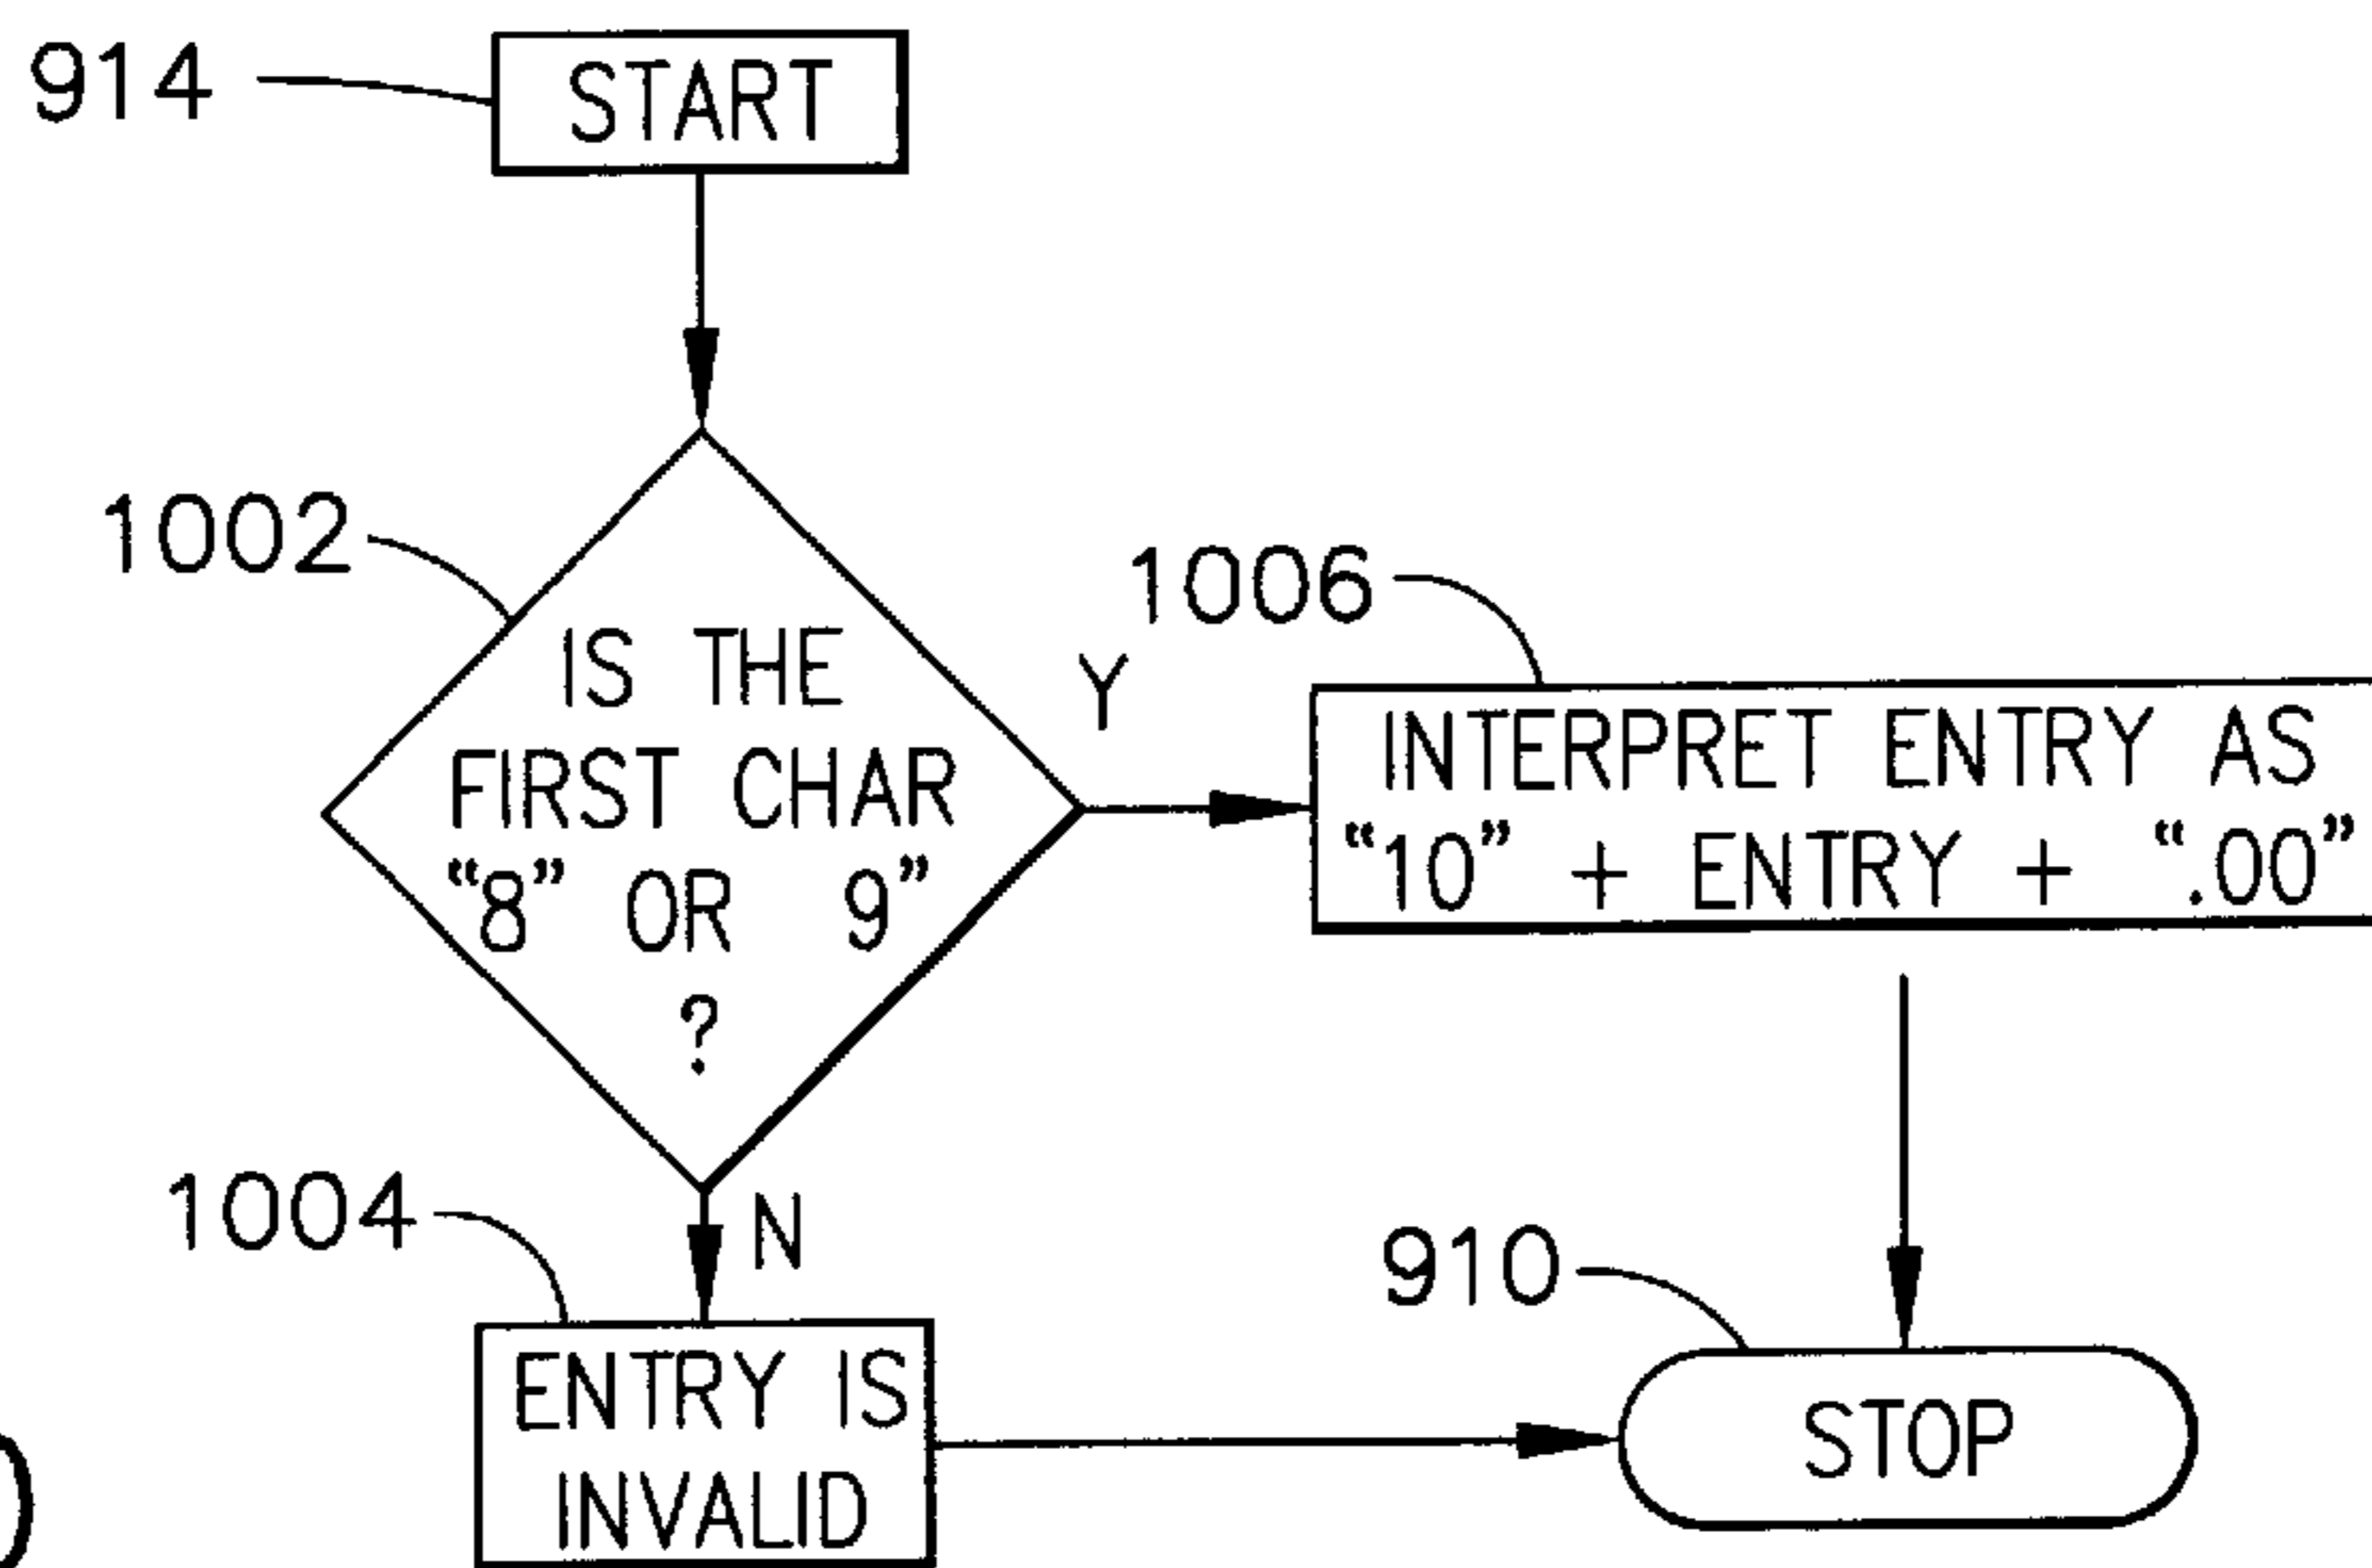 914
START
1002
IS THE
FIRST CHAR
“8” OR 9”
?
Y
1006
INTERPRET ENTRY AS
“10” + ENTRY + “.00”
N
1004
ENTRY IS
INVALID
910
STOP